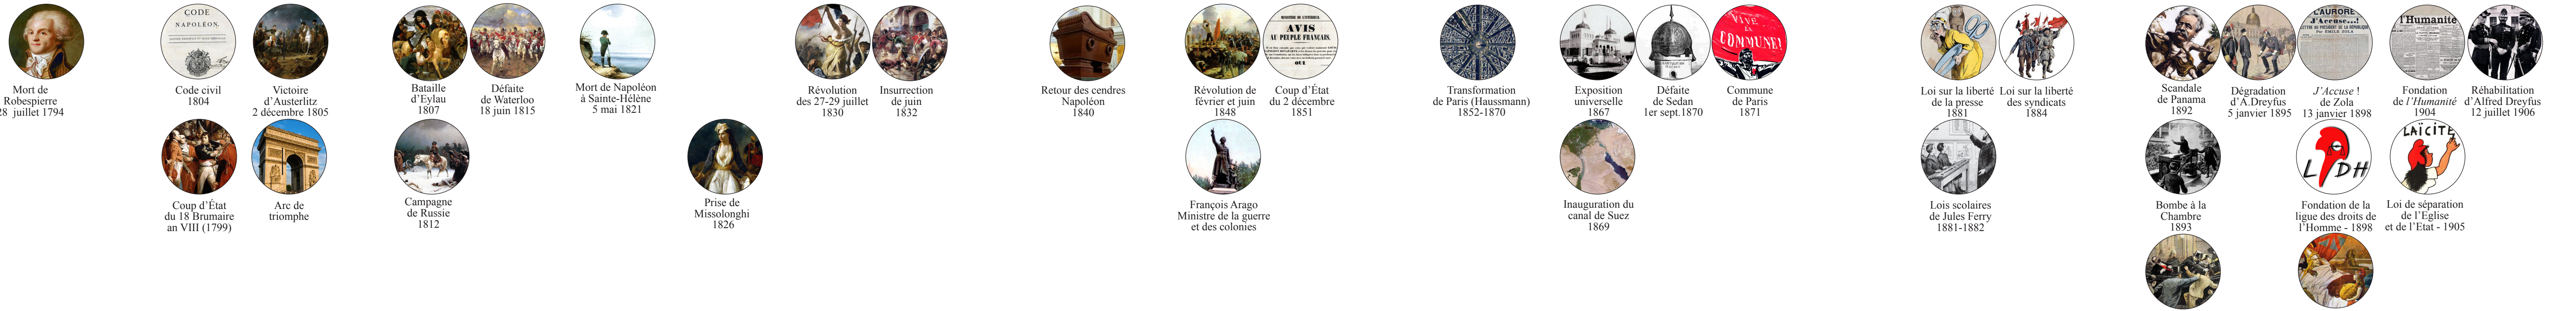 Mort de
Robespierre
28 juillet 1794
CODE
NAPOLÉON.
Code civil
1804
Victoire
d'Austerlitz
2 décembre 1805
Bataille
d'Eylau
1807
Défaite
de Waterloo
18 juin 1815
Mort de Napoléon
à Sainte-Hélène
5 mai 1821
Révolution
des 27-29 juillet
1830
Insurrection
de juin
1832
Retour des cendres
Napoléon
1840
Révolution de
février et juin
1848
AVIS
AU PEUPLE FRANÇAIS.
OUI
Coup d'État
du 2 décembre
1851
Transformation
de Paris (Haussmann)
1852-1870
Exposition
universelle
1867
Défaite
de Sedan
1er sept.1870
VIVE
LA
COMMUNE!
Commune
de Paris
1871
Loi sur la liberté
de la presse
1881
Loi sur la liberté
des syndicats
1884
Scandale
de Panama
1892
Dégradation
d'A.Dreyfus
5 janvier 1895
L'AURORE
J'Accuse...!
LETTRE AU PRÉSIDENT DE LA RÉPUBLIQUE
Par ÉMILE ZOLA
J'Accuse !
de Zola
13 janvier 1898
l'Humanité
Fondation
de l'Humanité
1904
Réhabilitation
d'Alfred Dreyfus
12 juillet 1906
Coup d'État
du 18 Brumaire
an VIII (1799)
Arc de
triomphe
Campagne
de Russie
1812
Prise de
Missolonghi
1826
François Arago
Ministre de la guerre
et des colonies
Inauguration du
canal de Suez
1869
Lois scolaires
de Jules Ferry
1881-1882
Bombe à la
Chambre
1893
LDH
Fondation de la
ligue des droits de
l'Homme - 1898
LAÏCITÉ
Loi de séparation
de l'Eglise
et de l'Etat - 1905